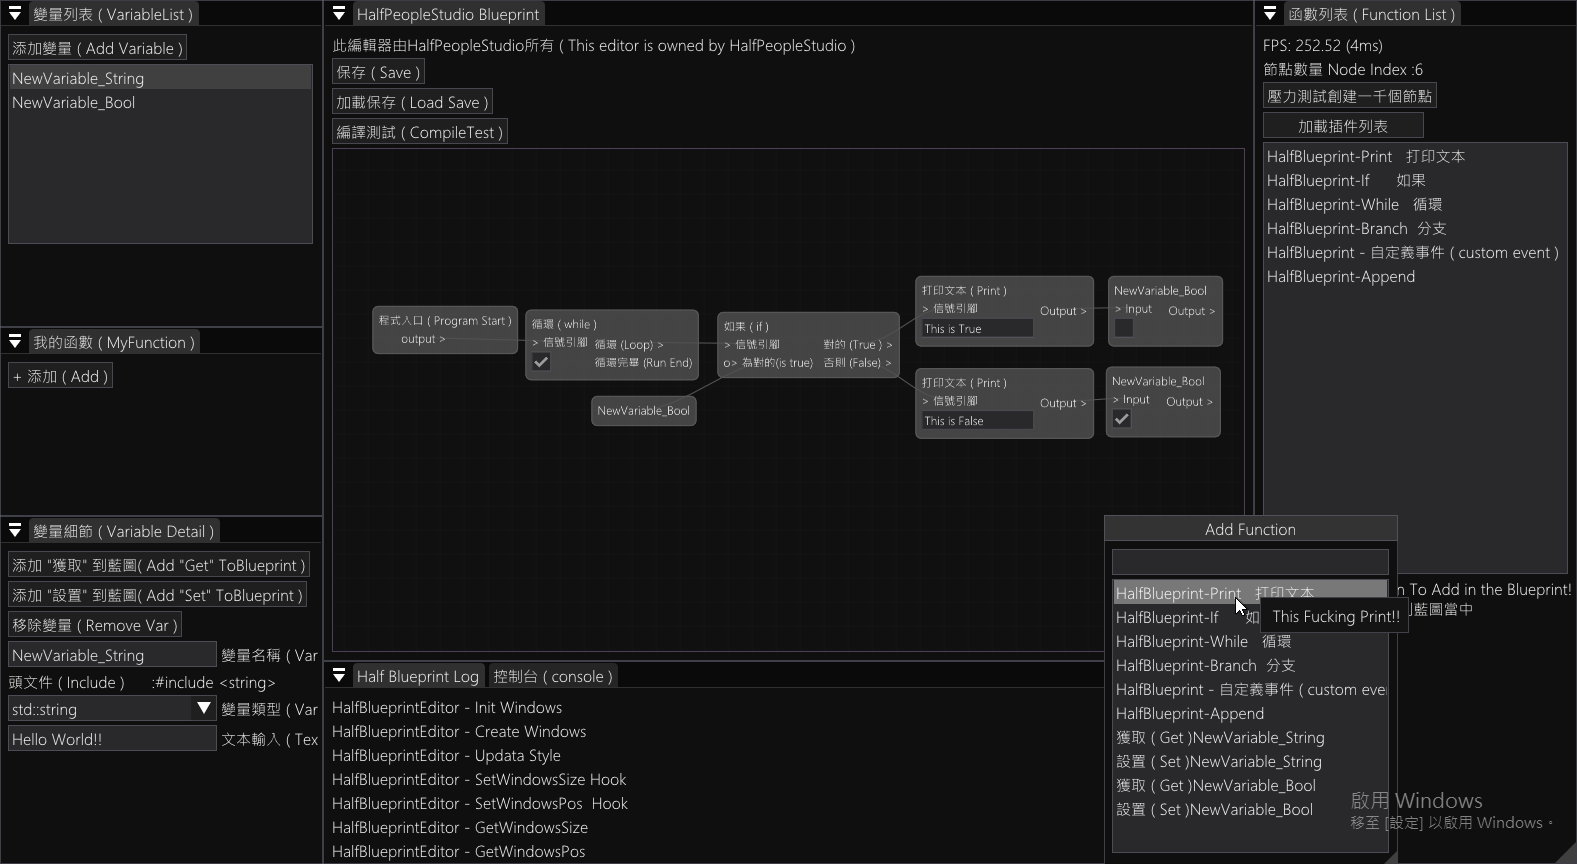 變量列表 ( VariableList )
添加變量 ( Add Variable )
NewVariable_String
NewVariable_Bool
我的函數 ( MyFunction )
+ 添加 ( Add )
變量細節 ( Variable Detail )
添加 "獲取" 到藍圖( Add "Get" ToBlueprint )
添加 "設置" 到藍圖( Add "Set" ToBlueprint )
移除變量 ( Remove Var )
NewVariable_String 變量名稱 ( Var
頭文件 ( Include ) :#include <string>
std::string 變量類型 ( Var
Hello World!! 文本輸入 ( Tex
HalfPeopleStudio Blueprint
此編輯器由HalfPeopleStudio所有 ( This editor is owned by HalfPeopleStudio )
保存 ( Save )
加載保存 ( Load Save )
編譯測試 ( CompileTest )
程式入口 ( Program Start )
output >
循環 ( while )
> 信號引腳 循環 (Loop) >
循環完畢 (Run End)
NewVariable_Bool
如果 ( if )
> 信號引腳 對的 (True ) >
o> 為對的(is true) 否則 (False) >
打印文本 ( Print )
> 信號引腳 Output >
This is True
NewVariable_Bool
> Input Output >
打印文本 ( Print )
> 信號引腳 Output >
This is False
NewVariable_Bool
> Input Output >
Half Blueprint Log 控制台 ( console )
HalfBlueprintEditor - Init Windows
HalfBlueprintEditor - Create Windows
HalfBlueprintEditor - Updata Style
HalfBlueprintEditor - SetWindowsSize Hook
HalfBlueprintEditor - SetWindowsPos  Hook
HalfBlueprintEditor - GetWindowsSize
HalfBlueprintEditor - GetWindowsPos
函數列表 ( Function List )
FPS: 252.52 (4ms)
節點數量 Node Index :6
壓力測試創建一千個節點
加載插件列表
HalfBlueprint-Print 打印文本
HalfBlueprint-If 如果
HalfBlueprint-While 循環
HalfBlueprint-Branch 分支
HalfBlueprint - 自定義事件 ( custom event )
HalfBlueprint-Append
n To Add in the Blueprint!
到藍圖當中
Add Function
HalfBlueprint-Print 打印文本
HalfBlueprint-If 如
This Fucking Print!!
HalfBlueprint-While 循環
HalfBlueprint-Branch 分支
HalfBlueprint - 自定義事件 ( custom eve
HalfBlueprint-Append
獲取 ( Get )NewVariable_String
設置 ( Set )NewVariable_String
獲取 ( Get )NewVariable_Bool
設置 ( Set )NewVariable_Bool
啟用 Windows
移至 [設定] 以啟用 Windows。